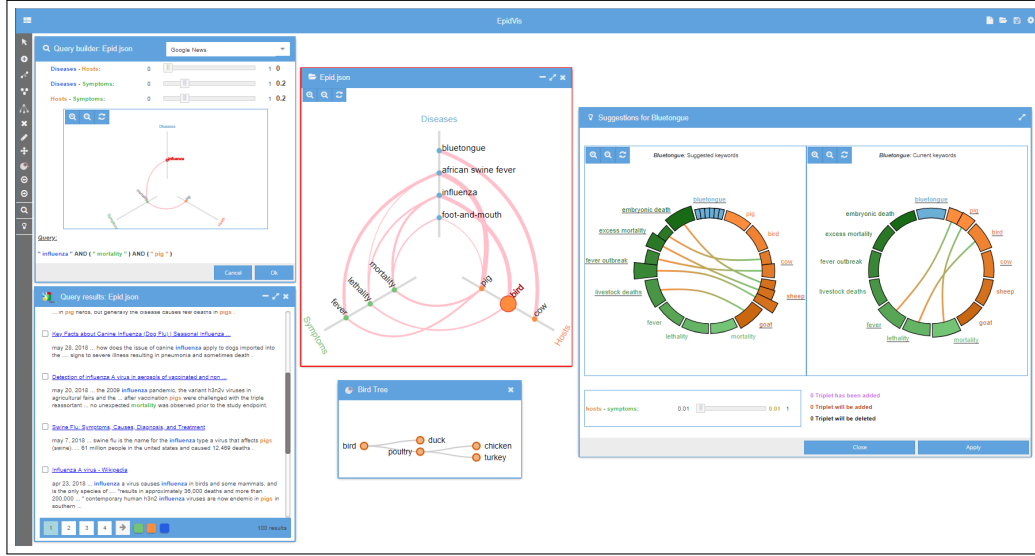 EpidVis
Query builder: Epid.json
Google News
Diseases - Hosts: 0 1 0
Diseases - Symptoms: 0 1 0.2
Hosts - Symptoms: 0 1 0.2
Diseases
influenza
mortality
pig
Symptoms
Query:
" influenza " AND ( " mortality " ) AND ( " pig " )
Cancel
Ok
Query results: Epid.json
... in pig herds, but generally the disease causes few deaths in pigs .
Key Facts about Canine Influenza (Dog Flu) | Seasonal Influenza ...
may 28, 2018 ... how does the issue of canine influenza apply to dogs imported into
the .... signs to severe illness resulting in pneumonia and sometimes death .
Detection of influenza A virus in aerosols of vaccinated and non ...
may 20, 2018 ... the 2009 influenza pandemic, the variant h3n2v viruses in
agricultural fairs and the ... after vaccination pigs were challenged with the triple
reassortant ... no unexpected mortality was observed prior to the study endpoint.
Swine Flu: Symptoms, Causes, Diagnosis, and Treatment
may 7, 2018 ... swine flu is the name for the influenza type a virus that affects pigs
(swine). ... 61 million people in the united states and caused 12,469 deaths .
Influenza A virus - Wikipedia
apr 23, 2018 ... influenza a virus causes influenza in birds and some mammals, and
is the only species of .... "results in approximately 36,000 deaths and more than
200,000 ... " contemporary human h3n2 influenza viruses are now endemic in pigs in
southern ...
1 2 3 4
100 results
Epid.json
Diseases
bluetongue
african swine fever
influenza
foot-and-mouth
mortality
lethality
fever
pig
bird
cow
Symptoms
Hosts
Bird Tree
bird
duck
poultry
chicken
turkey
Suggestions for Bluetongue
Bluetongue: Suggested keywords
bluetongue
embryonic death
pig
excess mortality
bird
fever outbreak
cow
livestock deaths
sheep
fever
goat
lethality
mortality
Bluetongue: Current keywords
bluetongue
embryonic death
pig
excess mortality
bird
fever outbreak
cow
livestock deaths
sheep
fever
goat
lethality
mortality
hosts - symptoms: 0.01 0.01 1
0 Triplet has been added
0 Triplet will be added
0 Triplet will be deleted
Close
Apply